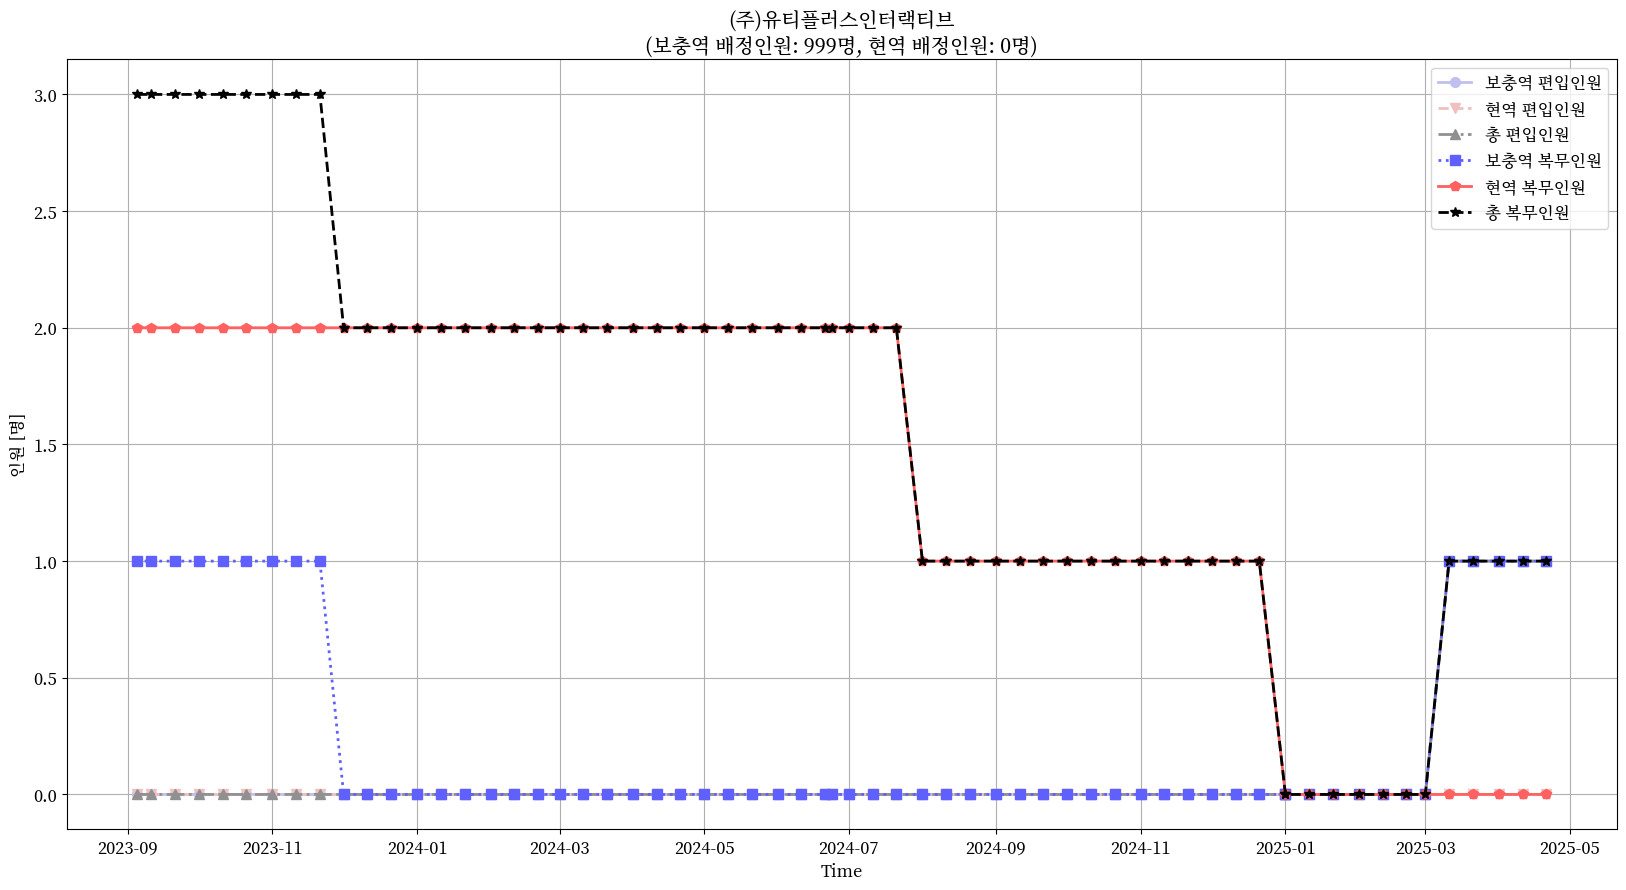 (주)유티플러스인터랙티브
(보충역 배정인원: 999명, 현역 배정인원: 0명)
보충역 편입인원
현역 편입인원
총 편입인원
보충역 복무인원
현역 복무인원
총 복무인원
3.0
2.5
2.0
1.5
1.0
0.5
0.0
인원 [명]
2023-09 2023-11 2024-01 2024-03 2024-05 2024-07 2024-09 2024-11 2025-01 2025-03 2025-05
Time